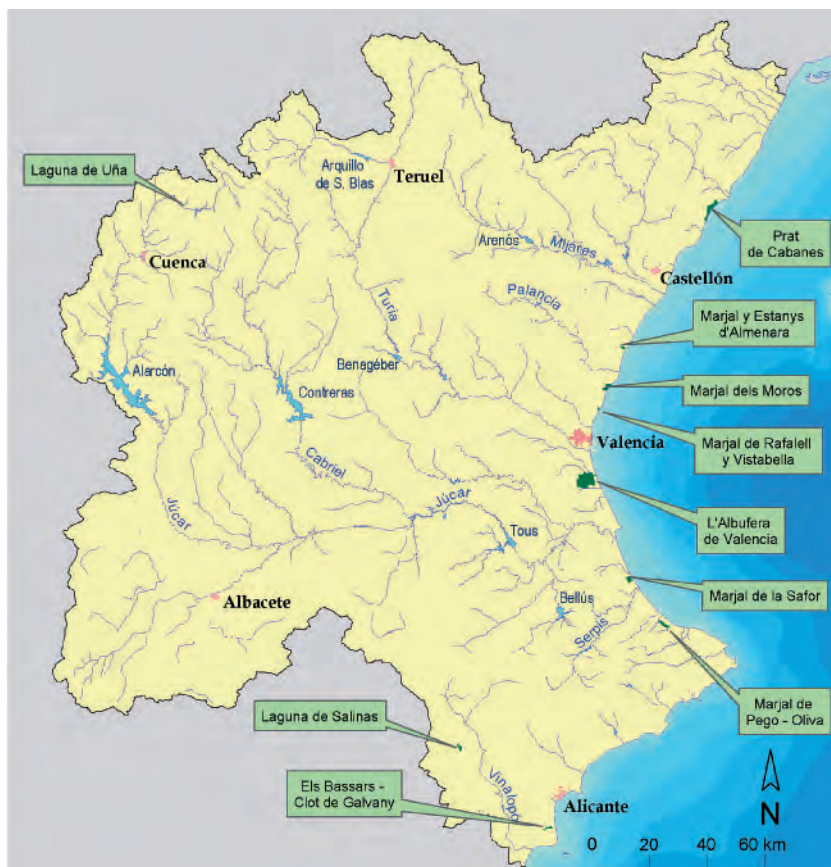 Laguna de Uña
Arquillo
de S. Blas
Teruel
Prat
de Cabanes
Arenós
Mijares
Cuenca
Castellón
Palancia
Turia
Marjal y Estanys
d'Almenara
Alarcón
Benagéber
Contreras
Marjal dels Moros
Valencia
Marjal de Rafalell
y Vistabella
Cabriel
Júcar
Júcar
Tous
L'Albufera
de Valencia
Albacete
Bellús
Marjal de la Safor
Serpis
Laguna de Salinas
Marjal de
Pego - Oliva
Els Bassars -
Clot de Galvany
Vinalopó
Alicante
N
0 20 40 60 km